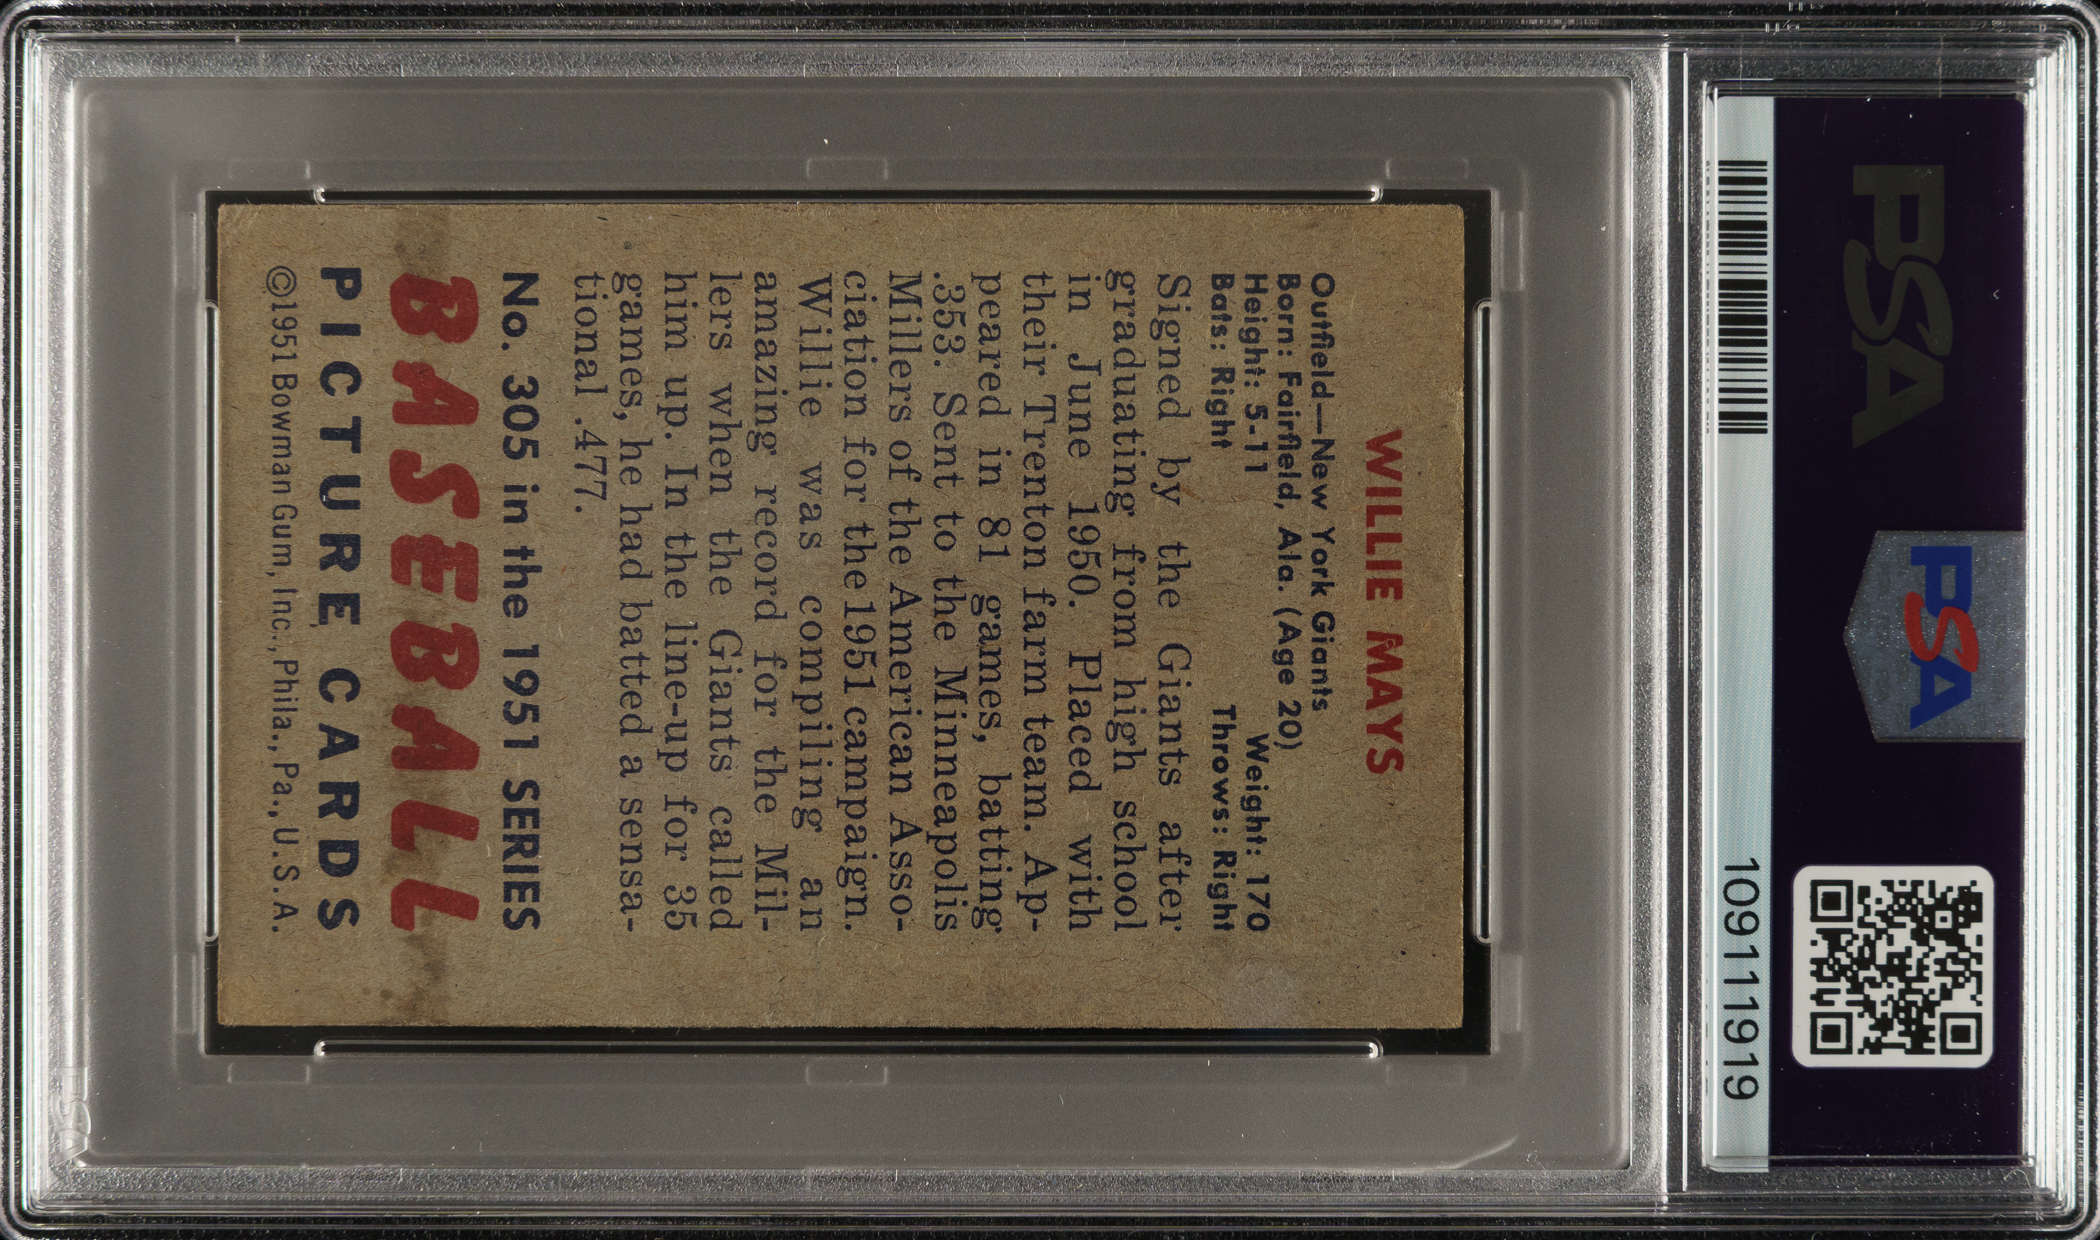 PSA
PSA
109111919
WILLIE MAYS
Outfield—New York Giants
Born: Fairfield, Ala. (Age 20)
Height: 5-11 Weight: 170
Bats: Right Throws: Right
Signed by the Giants after
graduating from high school
in June 1950. Placed with
their Trenton farm team. Ap-
peared in 81 games, batting
.353. Sent to the Minneapolis
Millers of the American Asso-
ciation for the 1951 campaign.
Willie was compiling an
amazing record for the Mil-
lers when the Giants called
him up. In the line-up for 35
games, he had batted a sensa-
tional .477.
No. 305 in the 1951 SERIES
BASEBALL
PICTURE CARDS
©1951 Bowman Gum, Inc., Phila., Pa., U.S.A.
PSA